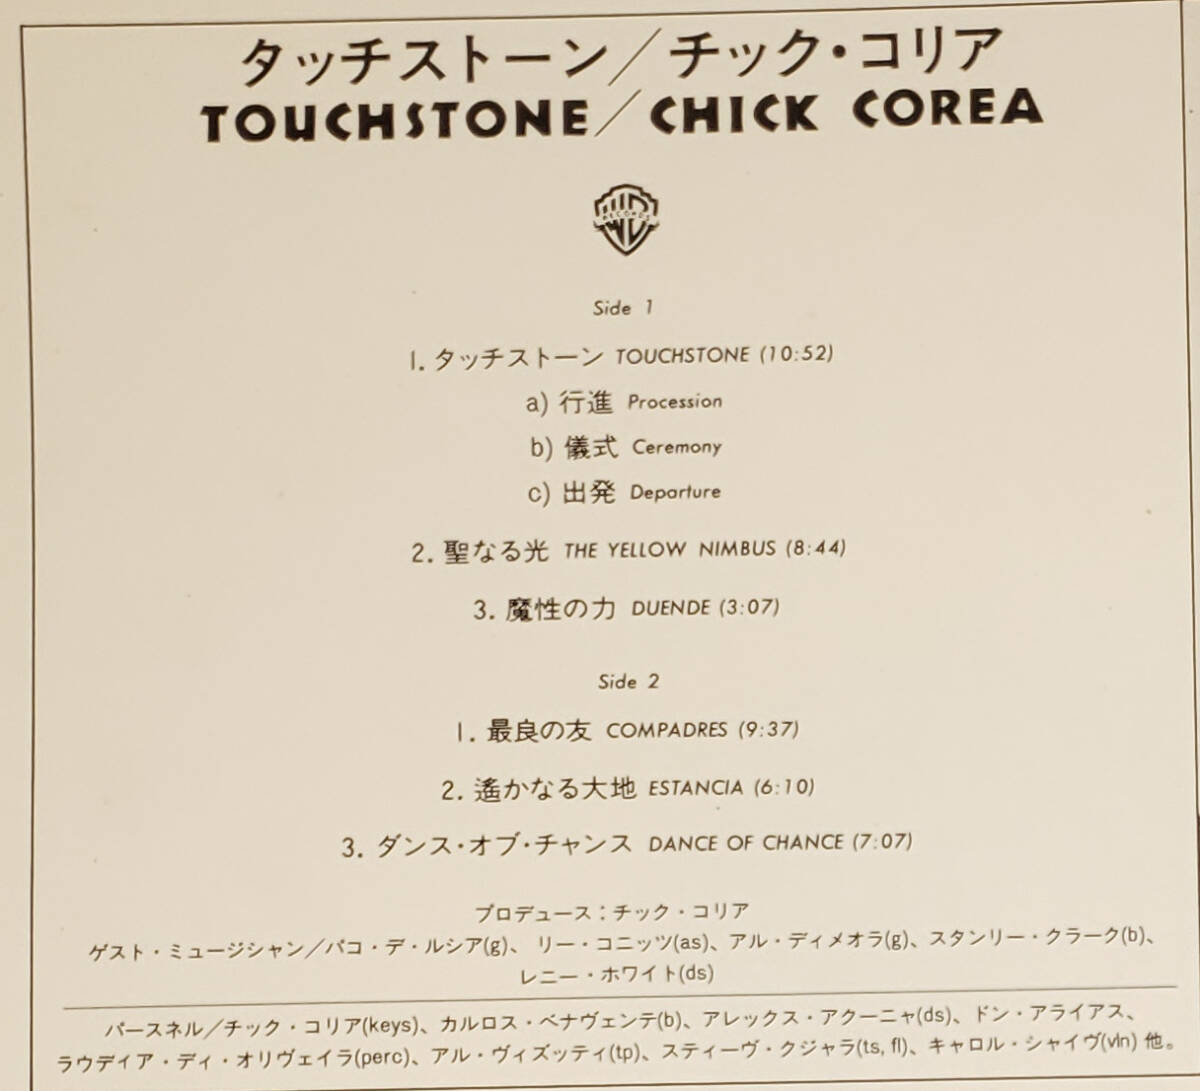 タッチストーン／チック・コリア
TOUCHSTONE／CHICK COREA
RECORDS
Side 1
1. タッチストーン TOUCHSTONE (10:52)
a) 行進 Procession
b) 儀式 Ceremony
c) 出発 Departure
2. 聖なる光 THE YELLOW NIMBUS (8:44)
3. 魔性の力 DUENDE (3:07)
Side 2
1. 最良の友 COMPADRES (9:37)
2. 遙かなる大地 ESTANCIA (6:10)
3. ダンス・オブ・チャンス DANCE OF CHANCE (7:07)
プロデュース：チック・コリア
ゲスト・ミュージシャン／パコ・デ・ルシア(g)、リー・コニッツ(as)、アル・ディメオラ(g)、スタンリー・クラーク(b)、
レニー・ホワイト(ds)
パースネル／チック・コリア(keys)、カルロス・ベナヴェンテ(b)、アレックス・アクーニャ(ds)、ドン・アライアス、
ラウデイア・ディ・オリヴェイラ(perc)、アル・ヴィズッティ(tp)、スティーヴ・クジャラ(ts, fl)、キャロル・シャイヴ(vln) 他。